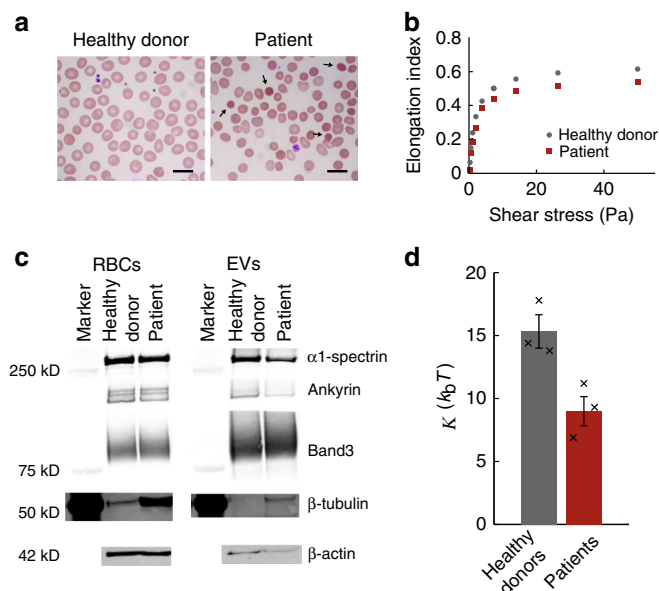 a
Healthy donor
Patient
b
Elongation index
0.8
0.6
0.4
0.2
0
0
20
40
Shear stress (Pa)
Healthy donor
Patient
c
RBCs
EVs
Marker
Healthy
donor
Patient
Marker
Healthy
donor
Patient
250 kD
75 kD
50 kD
42 kD
α1-spectrin
Ankyrin
Band3
β-tubulin
β-actin
d
K (kbT)
20
15
10
5
0
Healthy
donors
Patients